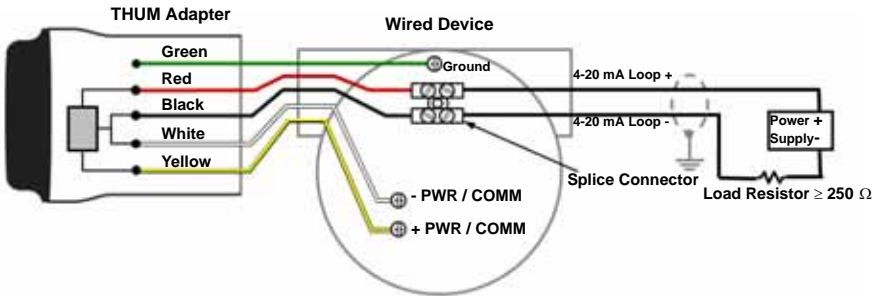 THUM Adapter
Wired Device
Green
Ground
Red
4-20 mA Loop +
Black
White
4-20 mA Loop -
Power +
Supply-
Yellow
Splice Connector
Load Resistor ≥ 250 Ω
- PWR / COMM
+ PWR / COMM